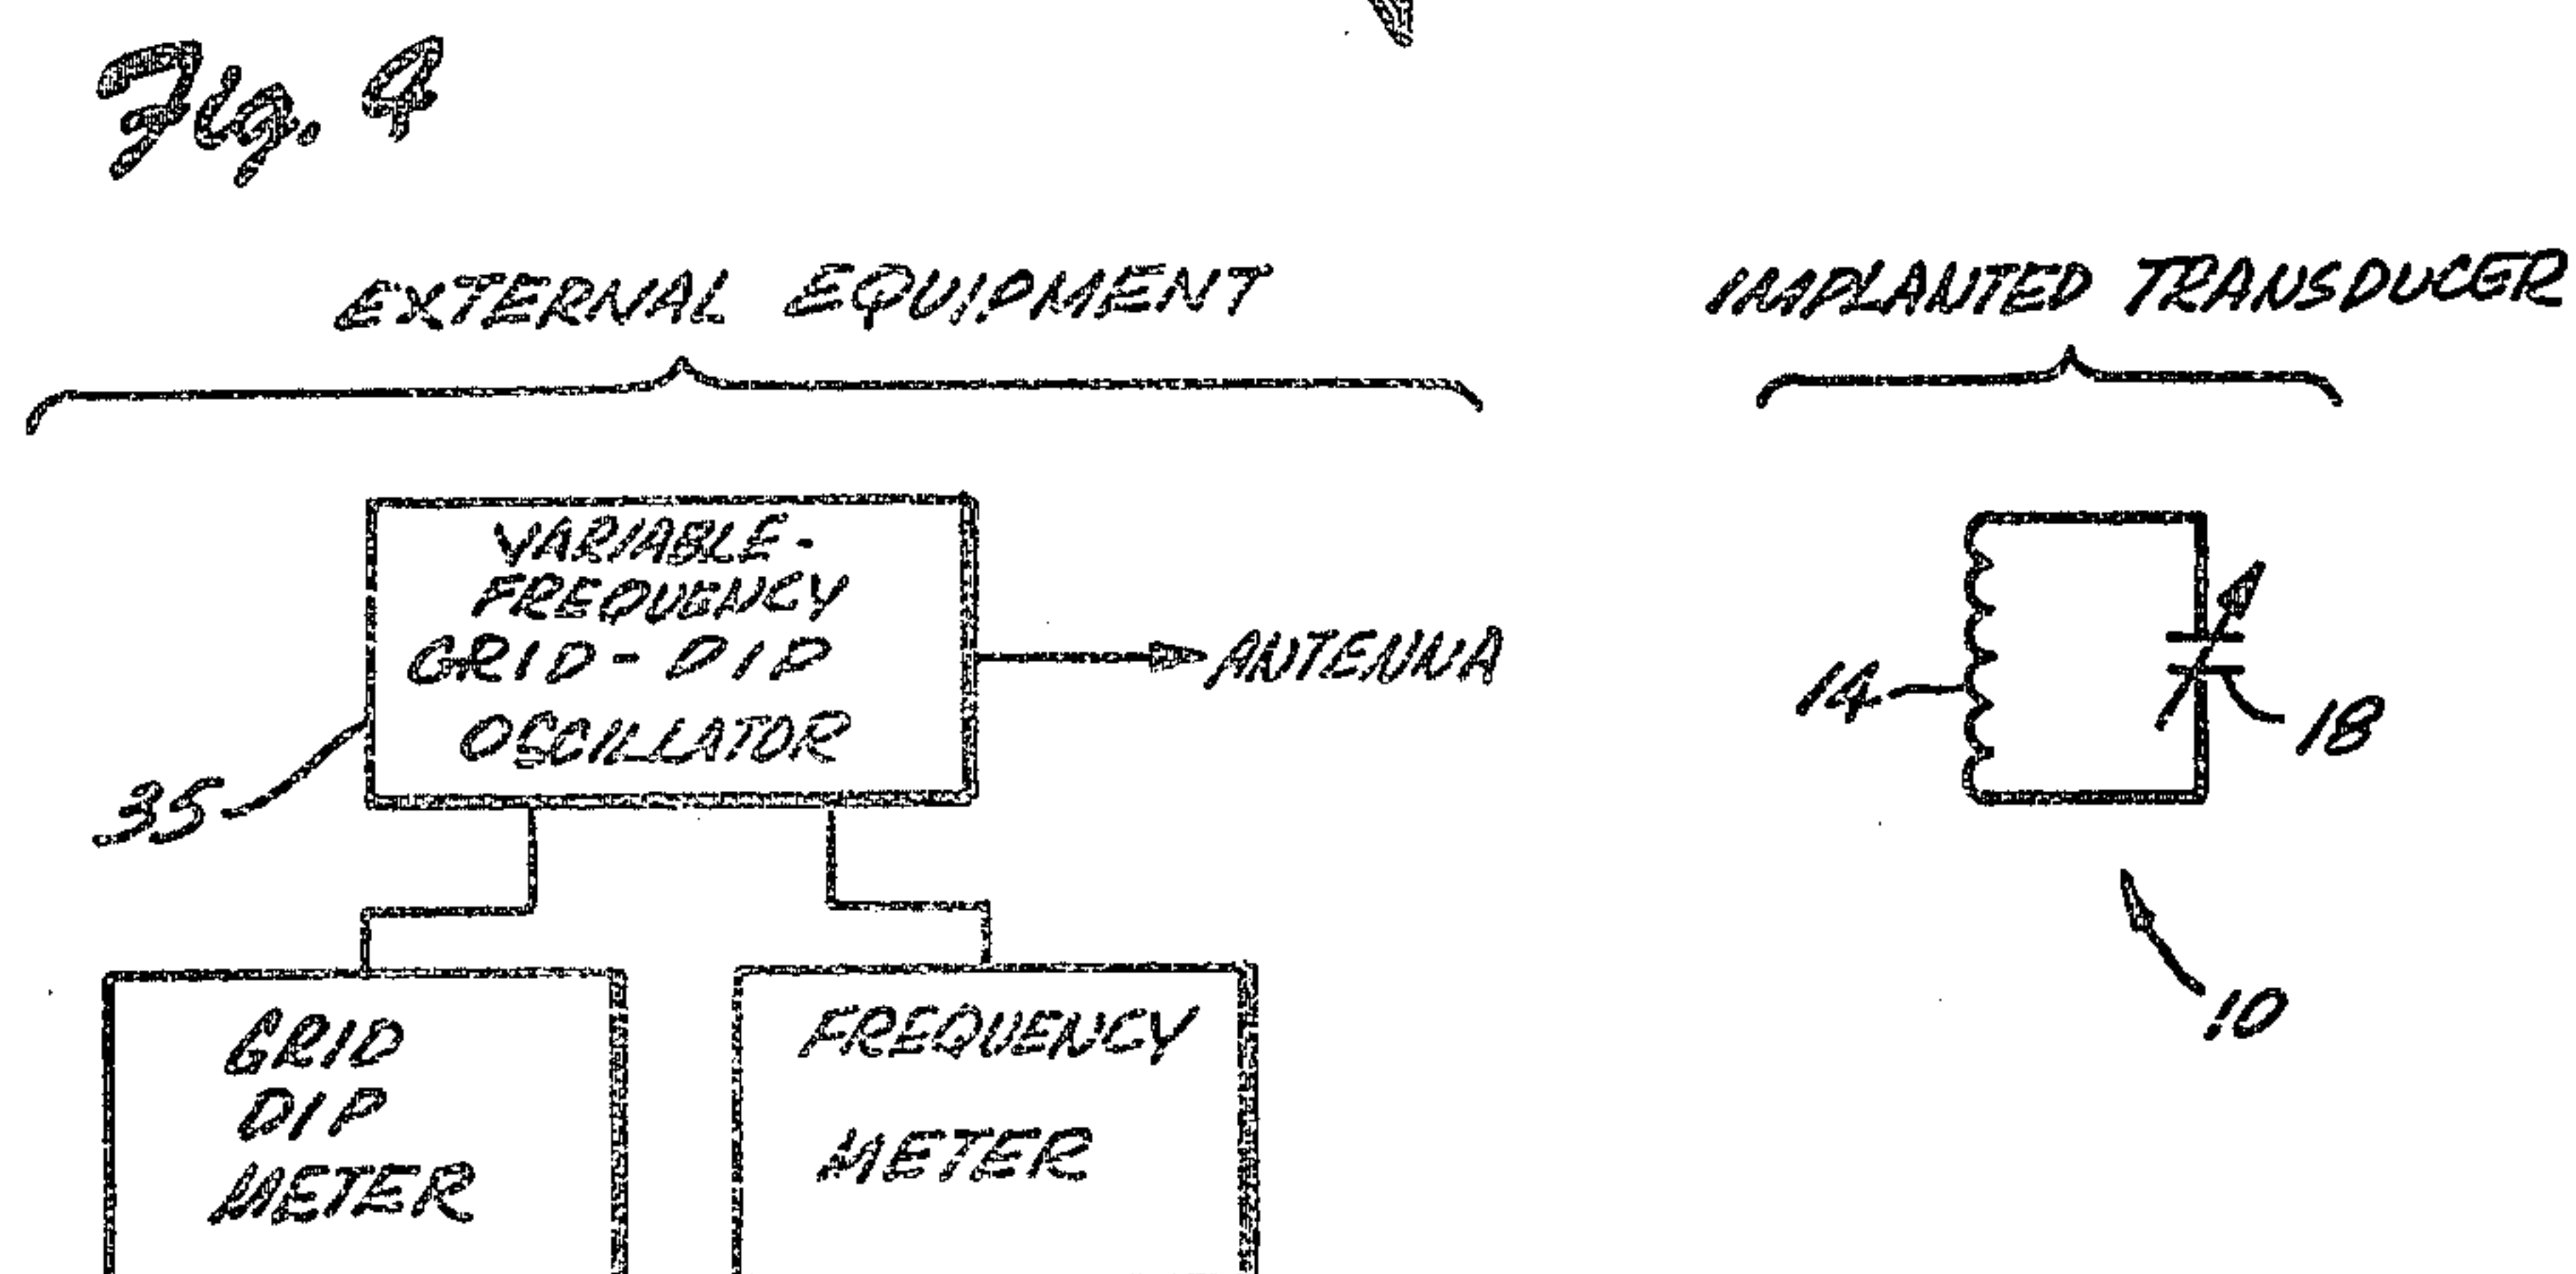 Fig. 4
EXTERNAL EQUIPMENT
IMPLANTED TRANSDUCER
VARIABLE-
FREQUENCY
GRID-DIP
OSCILLATOR
ANTENNA
35
14
18
10
GRID
DIP
METER
FREQUENCY
METER